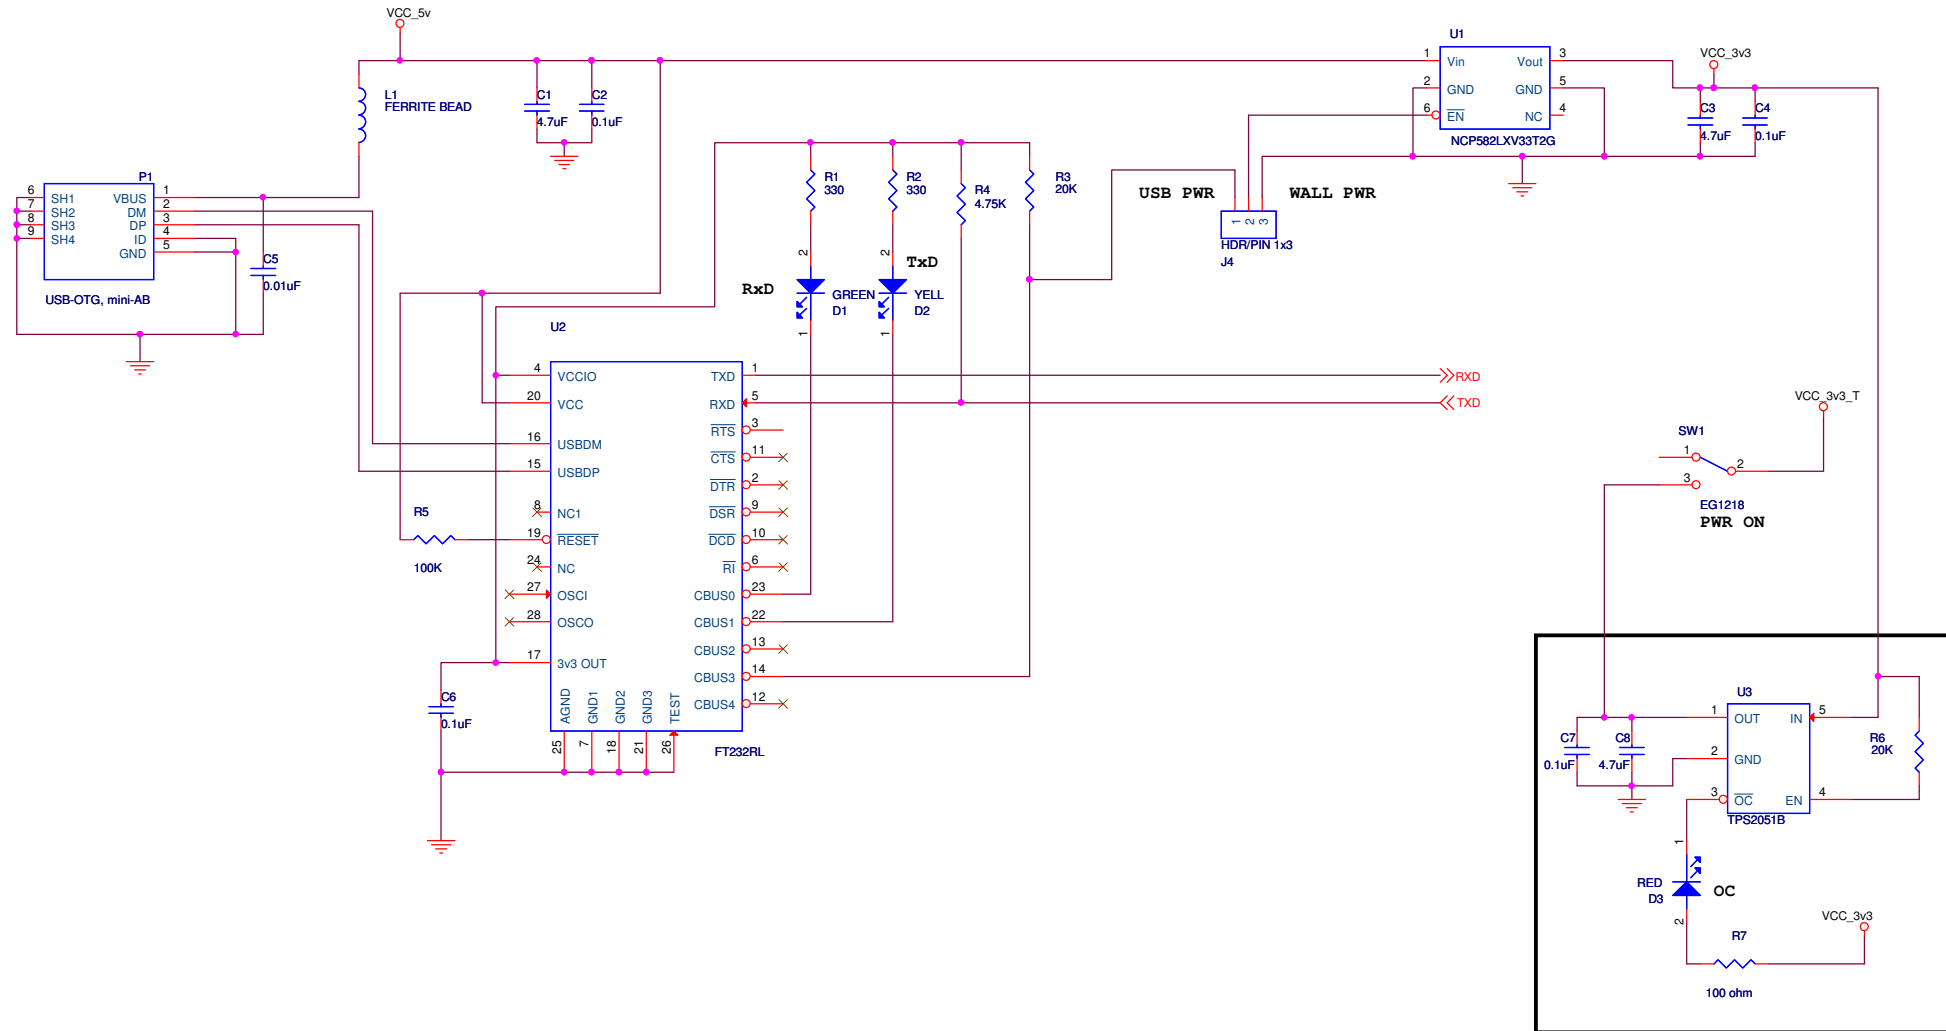 VCC_5v
L1
FERRITE BEAD
C1
4.7uF
C2
0.1uF
U1
1
Vin
Vout
3
2
GND
GND
5
6
EN
NC
4
NCP582LXV33T2G
VCC_3v3
C3
4.7uF
C4
0.1uF
P1
6
SH1
VBUS
1
7
SH2
DM
2
8
SH3
DP
3
9
SH4
ID
4
GND
5
USB-OTG, mini-AB
C5
0.01uF
R1
330
R2
330
R4
4.75K
R3
20K
USB PWR
WALL PWR
1
2
3
HDR/PIN 1x3
J4
2
2
TxD
RxD
GREEN
D1
YELL
D2
1
1
U2
4
VCCIO
TXD
1
RXD
20
VCC
RXD
5
TXD
RTS
3
16
USBDM
CTS
11
15
USBDP
DTR
2
8
NC1
DSR
9
19
RESET
DCD
10
24
NC
RI
6
27
OSCI
CBUS0
23
28
OSCO
CBUS1
22
CBUS2
13
17
3v3 OUT
CBUS3
14
CBUS4
12
AGND
GND1
GND2
GND3
TEST
25
7
18
21
26
FT232RL
R5
100K
C6
0.1uF
VCC_3v3_T
SW1
1
2
3
EG1218
PWR ON
U3
1
OUT
IN
5
2
GND
3
OC
EN
4
TPS2051B
C7
0.1uF
C8
4.7uF
R6
20K
1
RED
D3
OC
2
VCC_3v3
R7
100 ohm